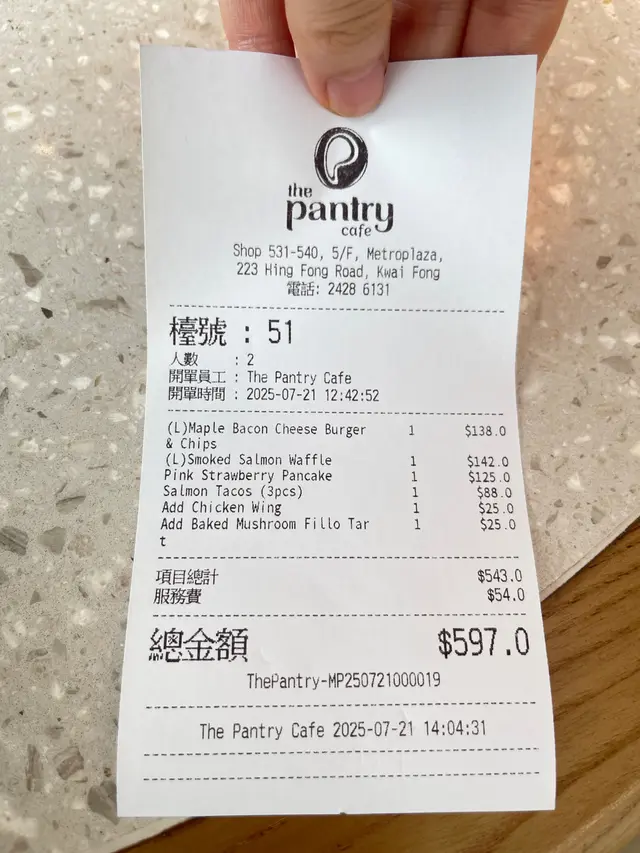 the
pantry
cafe
Shop 531-540, 5/F, Metroplaza,
223 Hing Fong Road, Kwai Fong
電話: 2428 6131
檯號 : 51
人數 : 2
開單員工 : The Pantry Cafe
開單時間 : 2025-07-21 12:42:52
(L)Maple Bacon Cheese Burger 1 $138.0
& Chips
(L)Smoked Salmon Waffle 1 $142.0
Pink Strawberry Pancake 1 $125.0
Salmon Tacos (3pcs) 1 $88.0
Add Chicken Wing 1 $25.0
Add Baked Mushroom Fillo Tar 1 $25.0
t
項目總計 $543.0
服務費 $54.0
總金額 $597.0
ThePantry-MP250721000019
The Pantry Cafe 2025-07-21 14:04:31